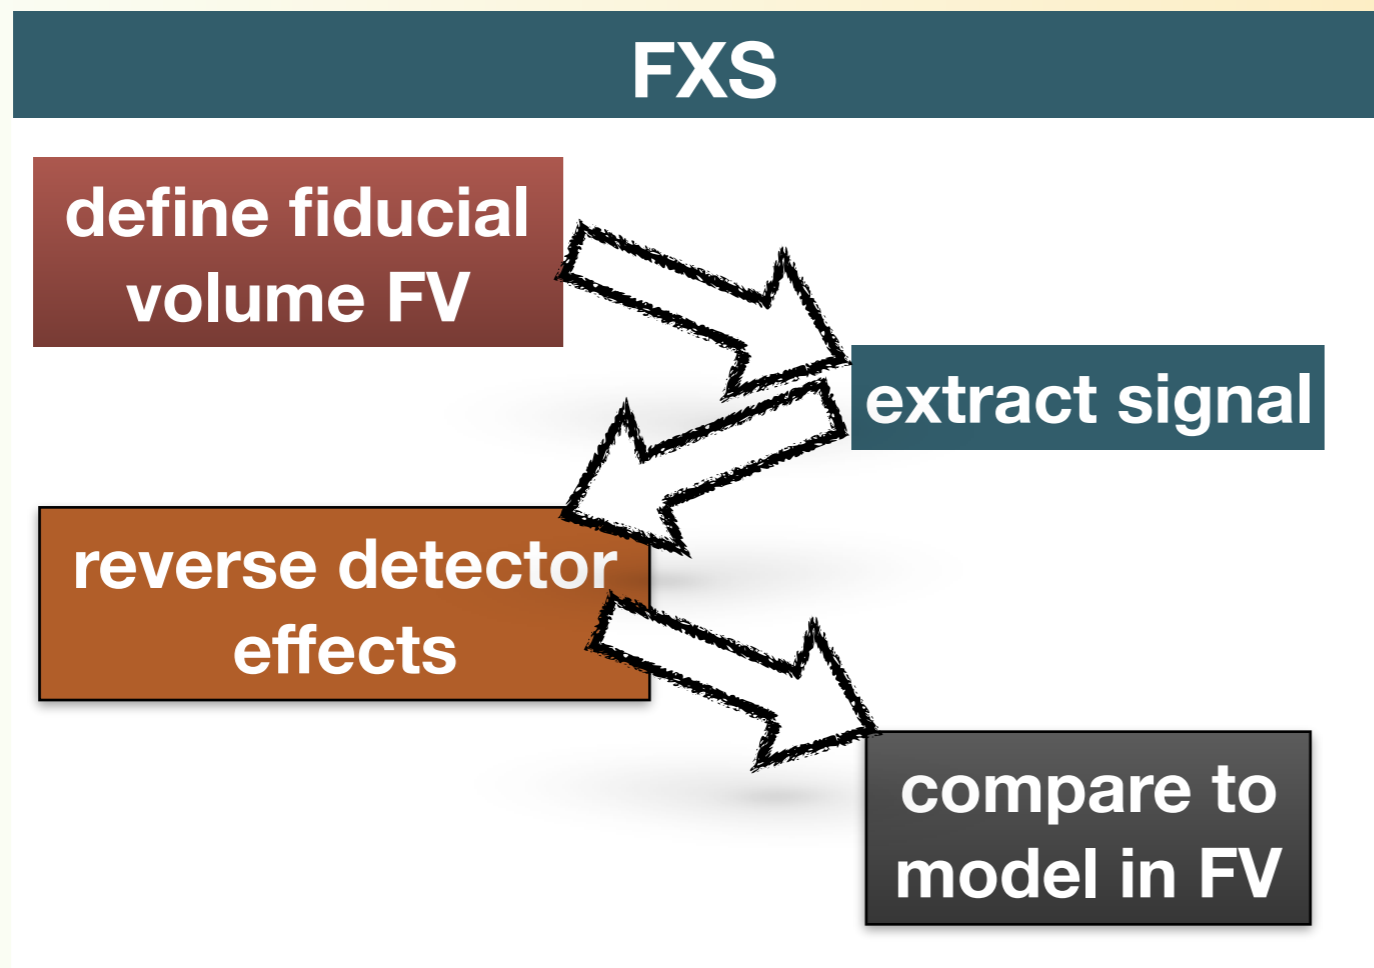 FXS
define fiducial
volume FV
extract signal
reverse detector
effects
compare to
model in FV